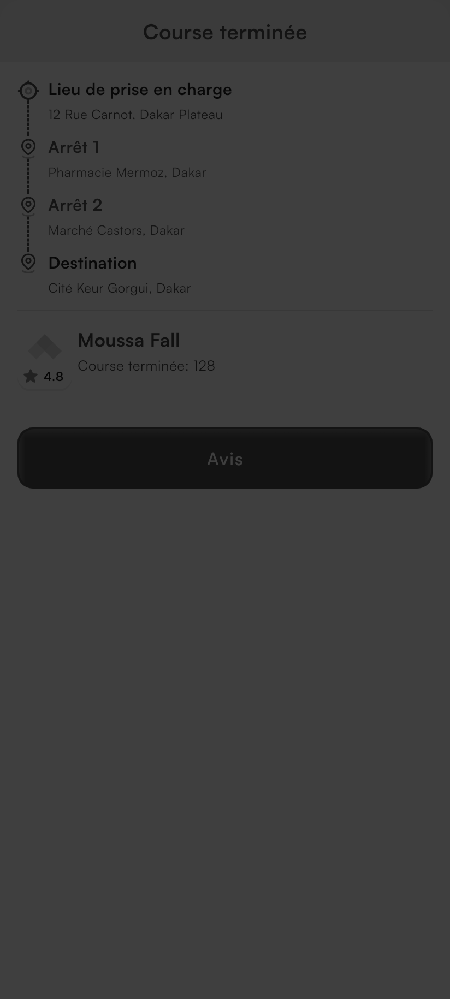 Course terminée
Lieu de prise en charge
12 Rue Carnot, Dakar Plateau
Arrêt 1
Pharmacie Mermoz, Dakar
Arrêt 2
Marché Castors, Dakar
Destination
Cité Keur Gorgui, Dakar
Moussa Fall
4.8
Course terminée: 128
Avis